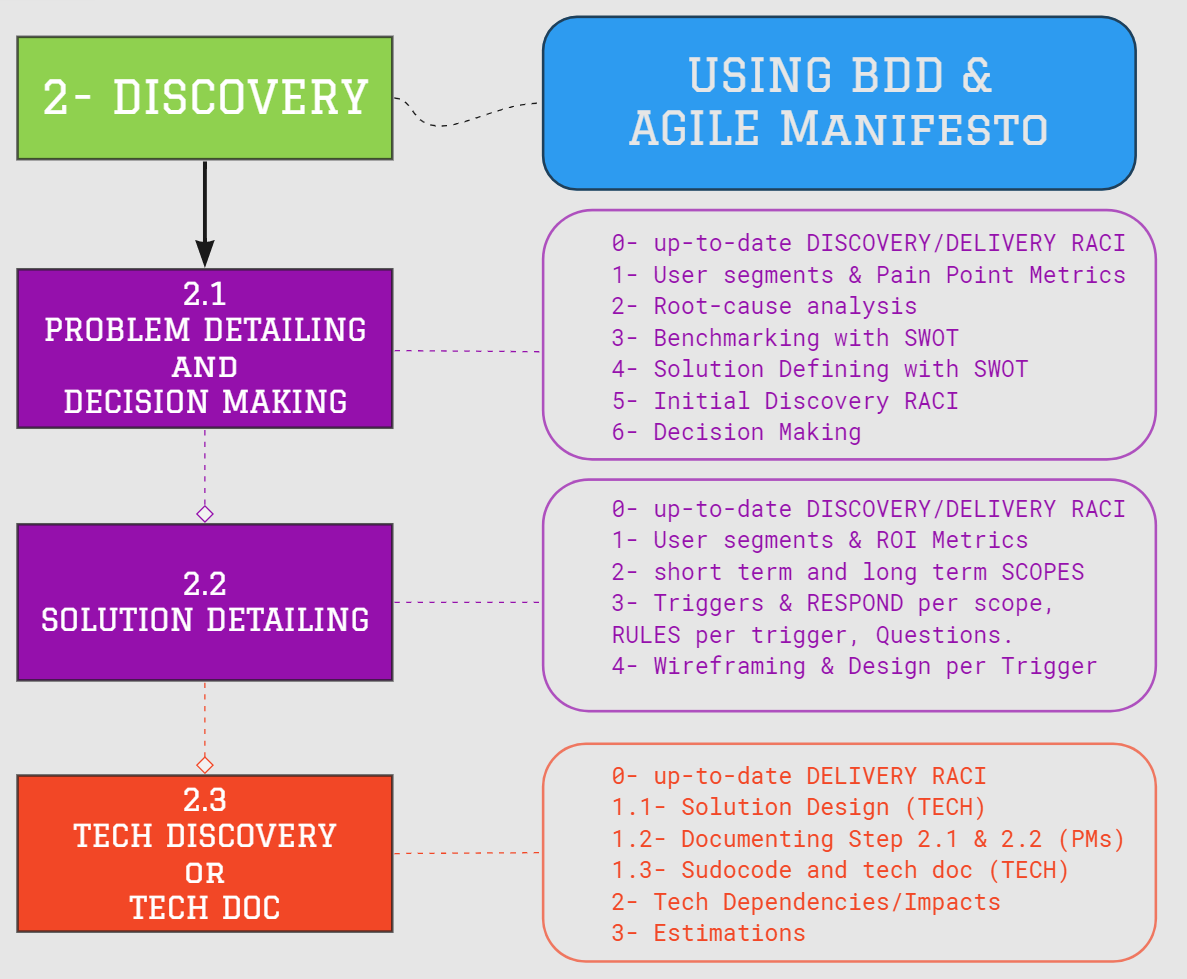 2- DISCOVERY
USING BDD &
AGILE MANIFESTO
2.1
PROBLEM DETAILING
AND
DECISION MAKING
0- up-to-date DISCOVERY/DELIVERY RACI
1- User segments & Pain Point Metrics
2- Root-cause analysis
3- Benchmarking with SWOT
4- Solution Defining with SWOT
5- Initial Discovery RACI
6- Decision Making
2.2
SOLUTION DETAILING
0- up-to-date DISCOVERY/DELIVERY RACI
1- User segments & ROI Metrics
2- short term and long term SCOPES
3- Triggers & RESPOND per scope,
RULES per trigger, Questions.
4- Wireframing & Design per Trigger
2.3
TECH DISCOVERY
OR
TECH DOC
0- up-to-date DELIVERY RACI
1.1- Solution Design (TECH)
1.2- Documenting Step 2.1 & 2.2 (PMs)
1.3- Sudocode and tech doc (TECH)
2- Tech Dependencies/Impacts
3- Estimations